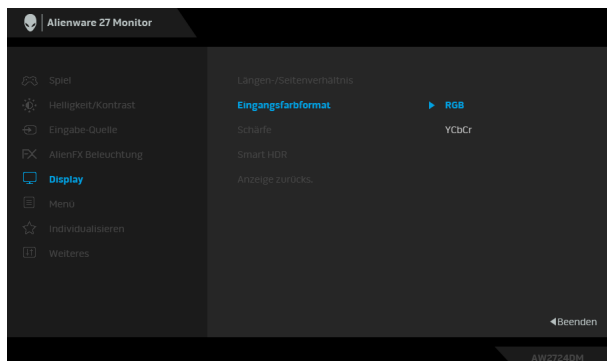 Alienware 27 Monitor
Spiel
Helligkeit/Kontrast
Eingabe-Quelle
AlienFX Beleuchtung
Display
Menü
Individualisieren
Weiteres
Längen-/Seitenverhältnis
Eingangsfarbformat
RGB
Schärfe
YCbCr
Smart HDR
Anzeige zurücks.
Beenden
AW2724DM